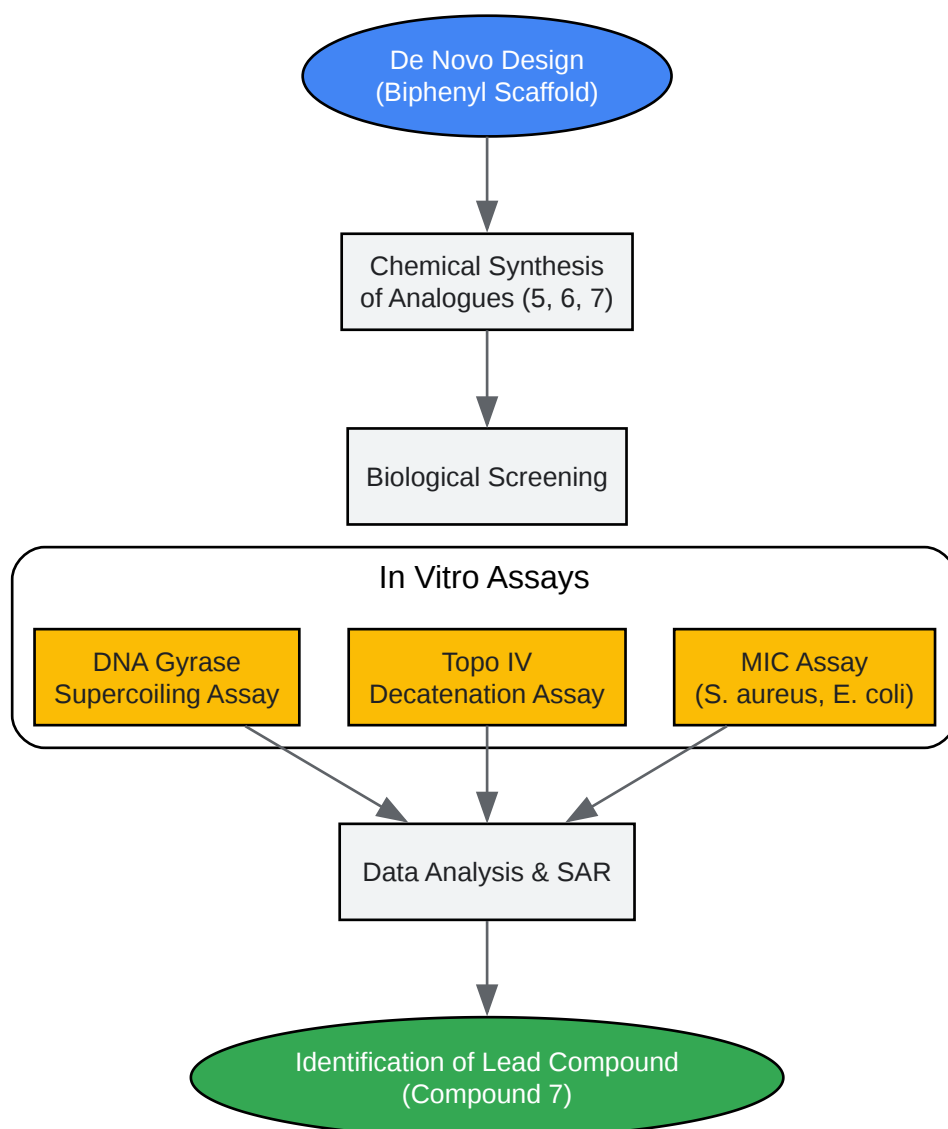 De Novo Design
(Biphenyl Scaffold)
Chemical Synthesis
of Analogues (5, 6, 7)
Biological Screening
In Vitro Assays
DNA Gyrase
Supercoiling Assay
Topo IV
Decatenation Assay
MIC Assay
(S. aureus, E. coli)
Data Analysis & SAR
Identification of Lead Compound
(Compound 7)